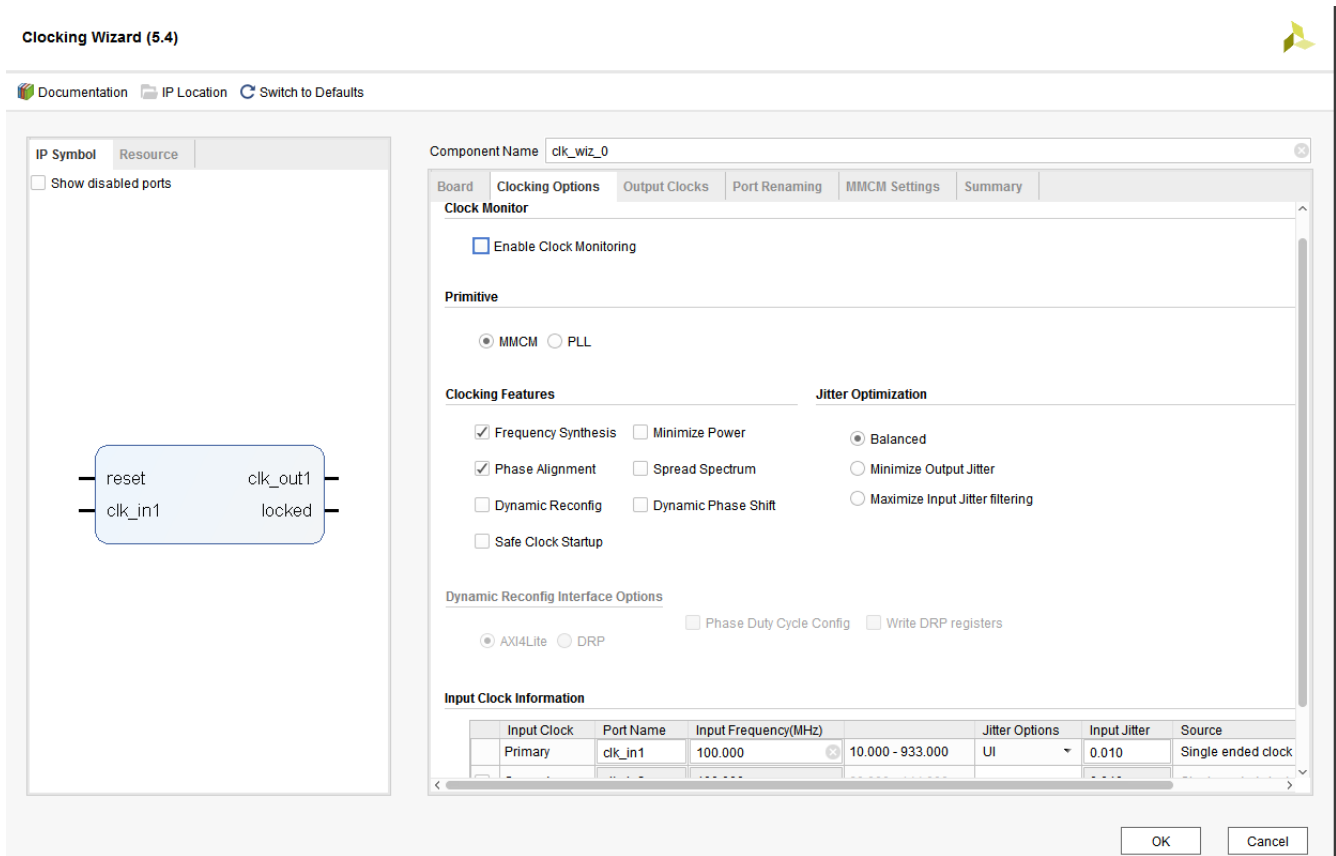 Clocking Wizard (5.4)
Documentation IP Location Switch to Defaults
IP Symbol Resource
Show disabled ports
reset clk_out1
clk_in1 locked
Component Name clk_wiz_0
Board Clocking Options Output Clocks Port Renaming MMCM Settings Summary
Clock Monitor
Enable Clock Monitoring
Primitive
MMCM PLL
Clocking Features Jitter Optimization
Frequency Synthesis Minimize Power Balanced
Phase Alignment Spread Spectrum Minimize Output Jitter
Dynamic Reconfig Dynamic Phase Shift Maximize Input Jitter filtering
Safe Clock Startup
Dynamic Reconfig Interface Options
Phase Duty Cycle Config Write DRP registers
AXI4Lite DRP
Input Clock Information
Input Clock Port Name Input Frequency(MHz) Jitter Options Input Jitter Source
Primary clk_in1 100.000 10.000 - 933.000 UI 0.010 Single ended clock
OK Cancel